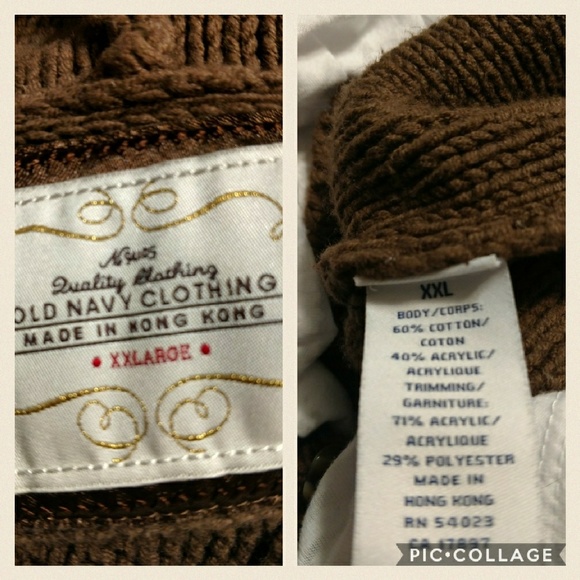 Quality Clothing
OLD NAVY CLOTHING
MADE IN HONG KONG
• XXLARGE •
XXL
BODY/CORPS:
60% COTTON/
COTON
40% ACRYLIC/
ACRYLIQUE
TRIMMING/
GARNITURE:
71% ACRYLIC/
ACRYLIQUE
29% POLYESTER
MADE IN
HONG KONG
RN 54023
CA
PIC•COLLAGE